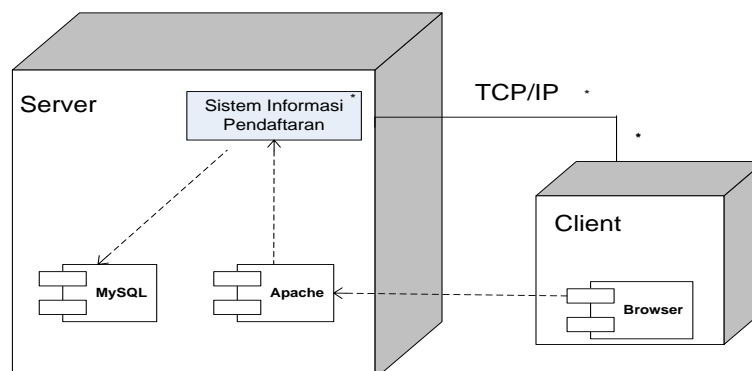 Server
Sistem Informasi *
Pendaftaran
TCP/IP *
*
Client
MySQL
Apache
Browser